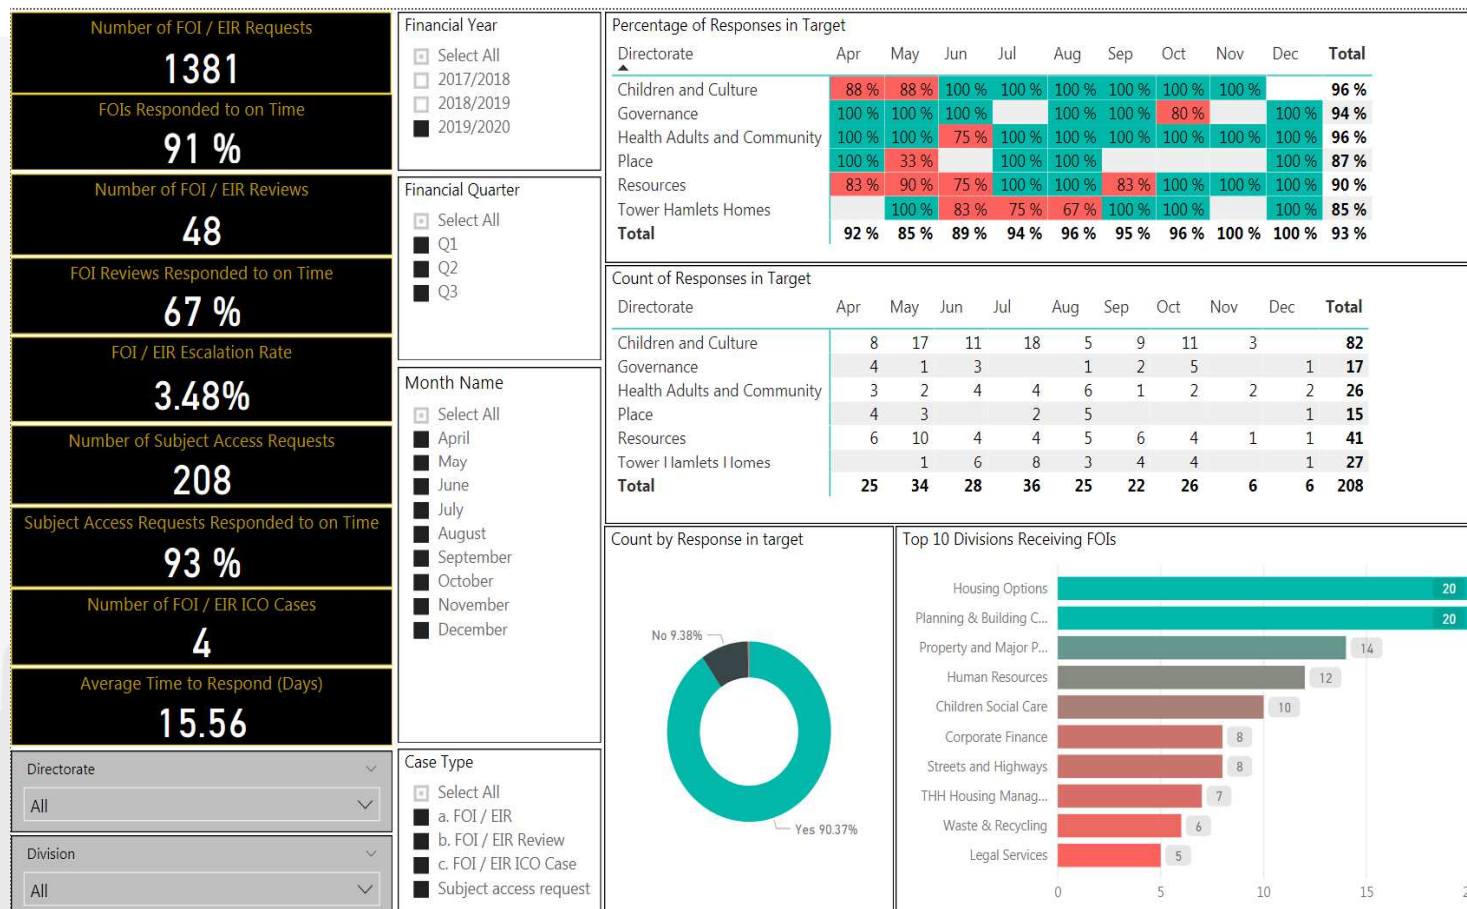 Number of FOI / EIR Requests
1381
FOIs Responded to on Time
91 %
Number of FOI / EIR Reviews
48
FOI Reviews Responded to on Time
67 %
FOI / EIR Escalation Rate
3.48%
Number of Subject Access Requests
208
Subject Access Requests Responded to on Time
93 %
Number of FOI / EIR ICO Cases
4
Average Time to Respond (Days)
15.56
Directorate
All
Division
All
Financial Year
Select All
2017/2018
2018/2019
2019/2020
Financial Quarter
Select All
Q1
Q2
Q3
Month Name
Select All
April
May
June
July
August
September
October
November
December
Case Type
Select All
a. FOI / EIR
b. FOI / EIR Review
c. FOI / EIR ICO Case
Subject access request
Percentage of Responses in Target
Directorate Apr May Jun Jul Aug Sep Oct Nov Dec Total
Children and Culture 88 % 88 % 100 % 100 % 100 % 100 % 100 % 100 % 96 %
Governance 100 % 100 % 100 % 100 % 100 % 80 % 100 % 94 %
Health Adults and Community 100 % 100 % 75 % 100 % 100 % 100 % 100 % 100 % 100 % 96 %
Place 100 % 33 % 100 % 100 % 100 % 87 %
Resources 83 % 90 % 75 % 100 % 100 % 83 % 100 % 100 % 100 % 90 %
Tower Hamlets Homes 100 % 83 % 75 % 67 % 100 % 100 % 100 % 85 %
Total 92 % 85 % 89 % 94 % 96 % 95 % 96 % 100 % 100 % 93 %
Count of Responses in Target
Directorate Apr May Jun Jul Aug Sep Oct Nov Dec Total
Children and Culture 8 17 11 18 5 9 11 3 82
Governance 4 1 3 1 2 5 1 17
Health Adults and Community 3 2 4 4 6 1 2 2 2 26
Place 4 3 2 5 1 15
Resources 6 10 4 4 5 6 4 1 1 41
Tower Hamlets Homes 1 6 8 3 4 4 1 27
Total 25 34 28 36 25 22 26 6 6 208
Count by Response in target
No 9.38%
Yes 90.37%
Top 10 Divisions Receiving FOIs
Housing Options 20
Planning & Building C... 20
Property and Major P... 14
Human Resources 12
Children Social Care 10
Corporate Finance 8
Streets and Highways 8
THH Housing Manag... 7
Waste & Recycling 6
Legal Services 5
0 5 10 15